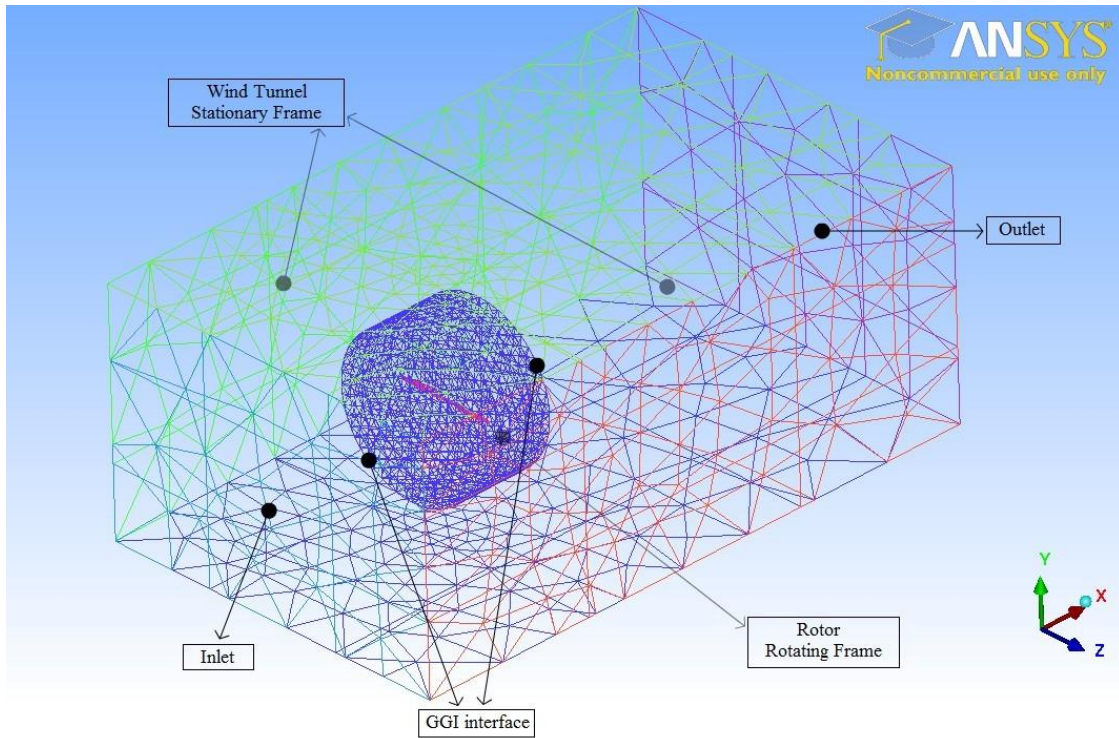 ANSYS
Noncommercial use only
Wind Tunnel
Stationary Frame
Outlet
Inlet
Rotor
Rotating Frame
GGI interface
Y
X
Z